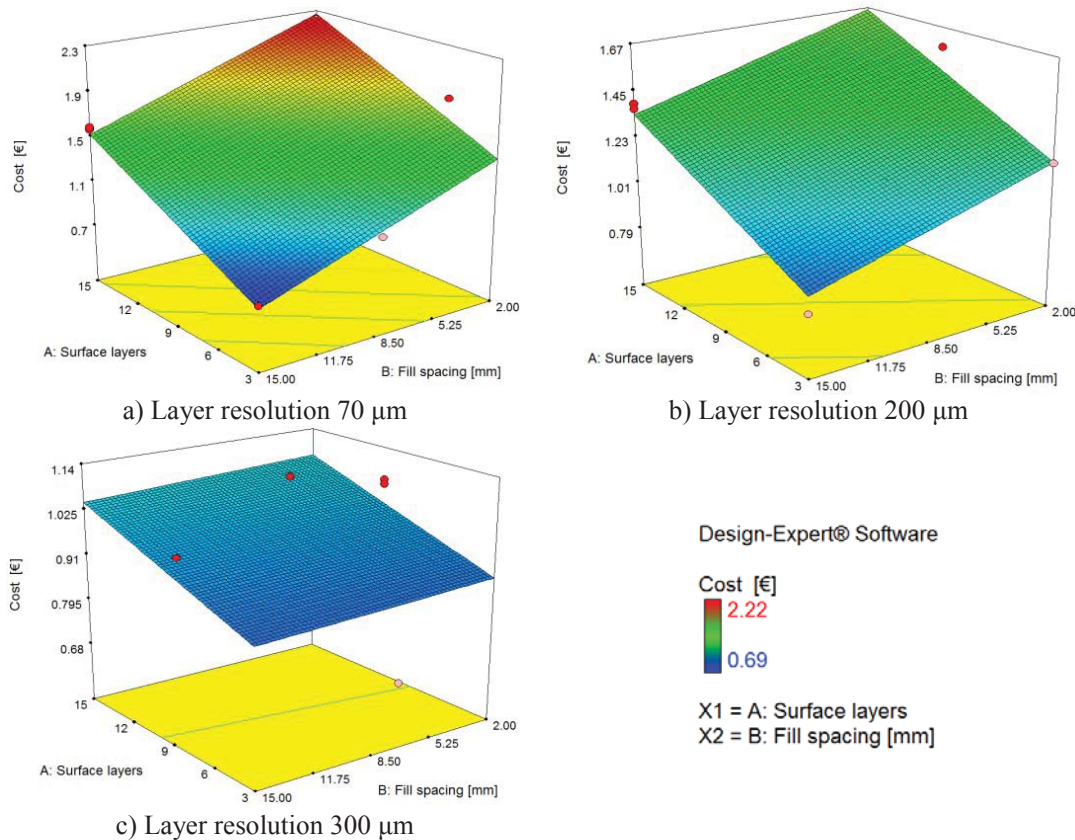 2.3
1.9
1.5
1.1
0.7
Cost [€]
15
12
9
6
3
A: Surface layers
15.00
11.75
8.50
5.25
2.00
B: Fill spacing [mm]
a) Layer resolution 70 μm
1.67
1.45
1.23
1.01
0.79
Cost [€]
15
12
9
6
3
A: Surface layers
15.00
11.75
8.50
5.25
2.00
B: Fill spacing [mm]
b) Layer resolution 200 μm
1.14
1.025
0.91
0.795
0.68
Cost [€]
15
12
9
6
3
A: Surface layers
15.00
11.75
8.50
5.25
2.00
B: Fill spacing [mm]
c) Layer resolution 300 μm
Design-Expert® Software
Cost [€]
2.22
0.69
X1 = A: Surface layers
X2 = B: Fill spacing [mm]